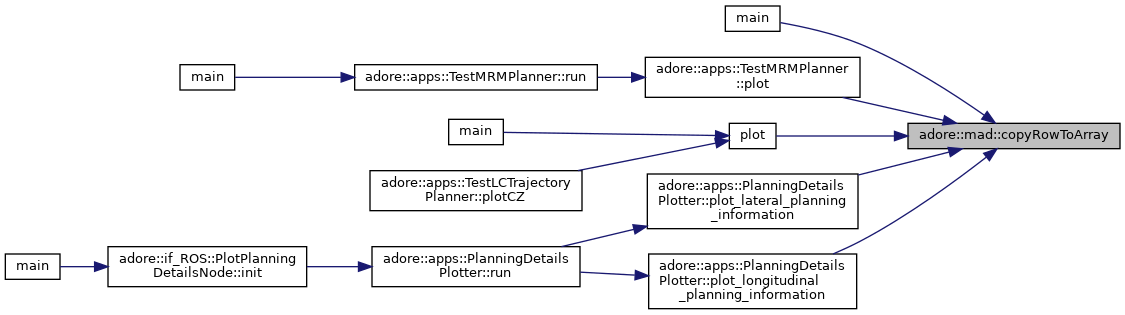 main
adore::apps::TestMRMPlanner
::plot
adore::apps::TestMRMPlanner::run
main
adore::mad::copyRowToArray
plot
main
adore::apps::TestLCTrajectory
Planner::plotCZ
adore::apps::PlanningDetails
Plotter::plot_lateral_planning
_information
adore::apps::PlanningDetails
Plotter::run
adore::if_ROS::PlotPlanning
DetailsNode::init
main
adore::apps::PlanningDetails
Plotter::plot_longitudinal
_planning_information